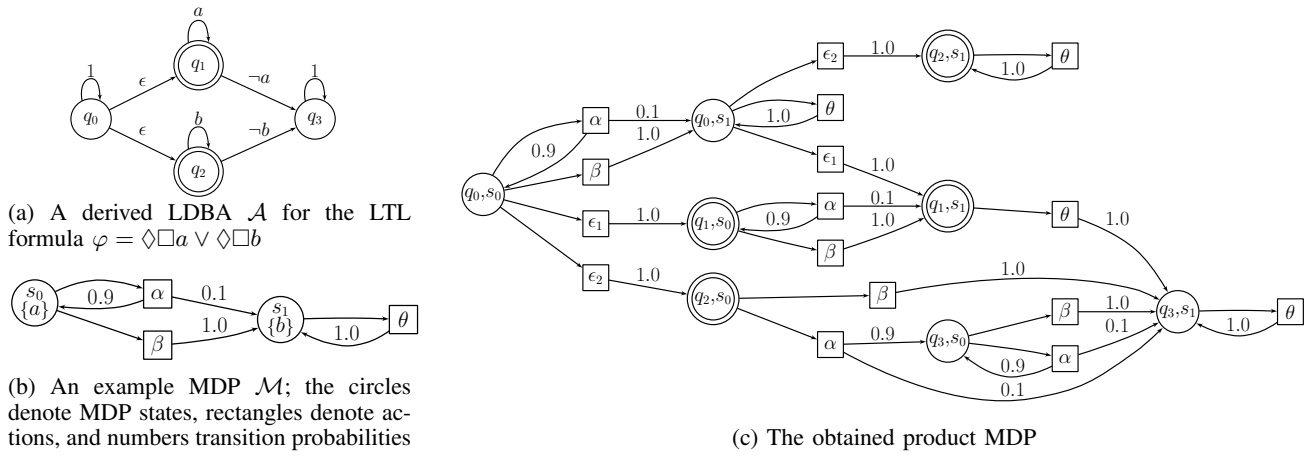 a
q1
1
ϵ
¬a
1
q0
q3
ϵ
b
¬b
q2
(a) A derived LDBA 𝒜 for the LTL
formula φ = ◇□a ∨ ◇□b
s0
{a}
0.9
α
0.1
s1
{b}
β
1.0
1.0
θ
(b) An example MDP ℳ; the circles
denote MDP states, rectangles denote ac-
tions, and numbers transition probabilities
ϵ2
1.0
q2,s1
1.0
θ
α
0.1
q0,s1
1.0
θ
0.9
β
1.0
ϵ1
1.0
q0,s0
ϵ1
1.0
q1,s0
0.9
α
0.1
q1,s1
θ
1.0
β
1.0
ϵ2
1.0
q2,s0
β
1.0
α
0.9
q3,s0
β
1.0
q3,s1
1.0
θ
0.9
α
0.1
0.1
(c) The obtained product MDP